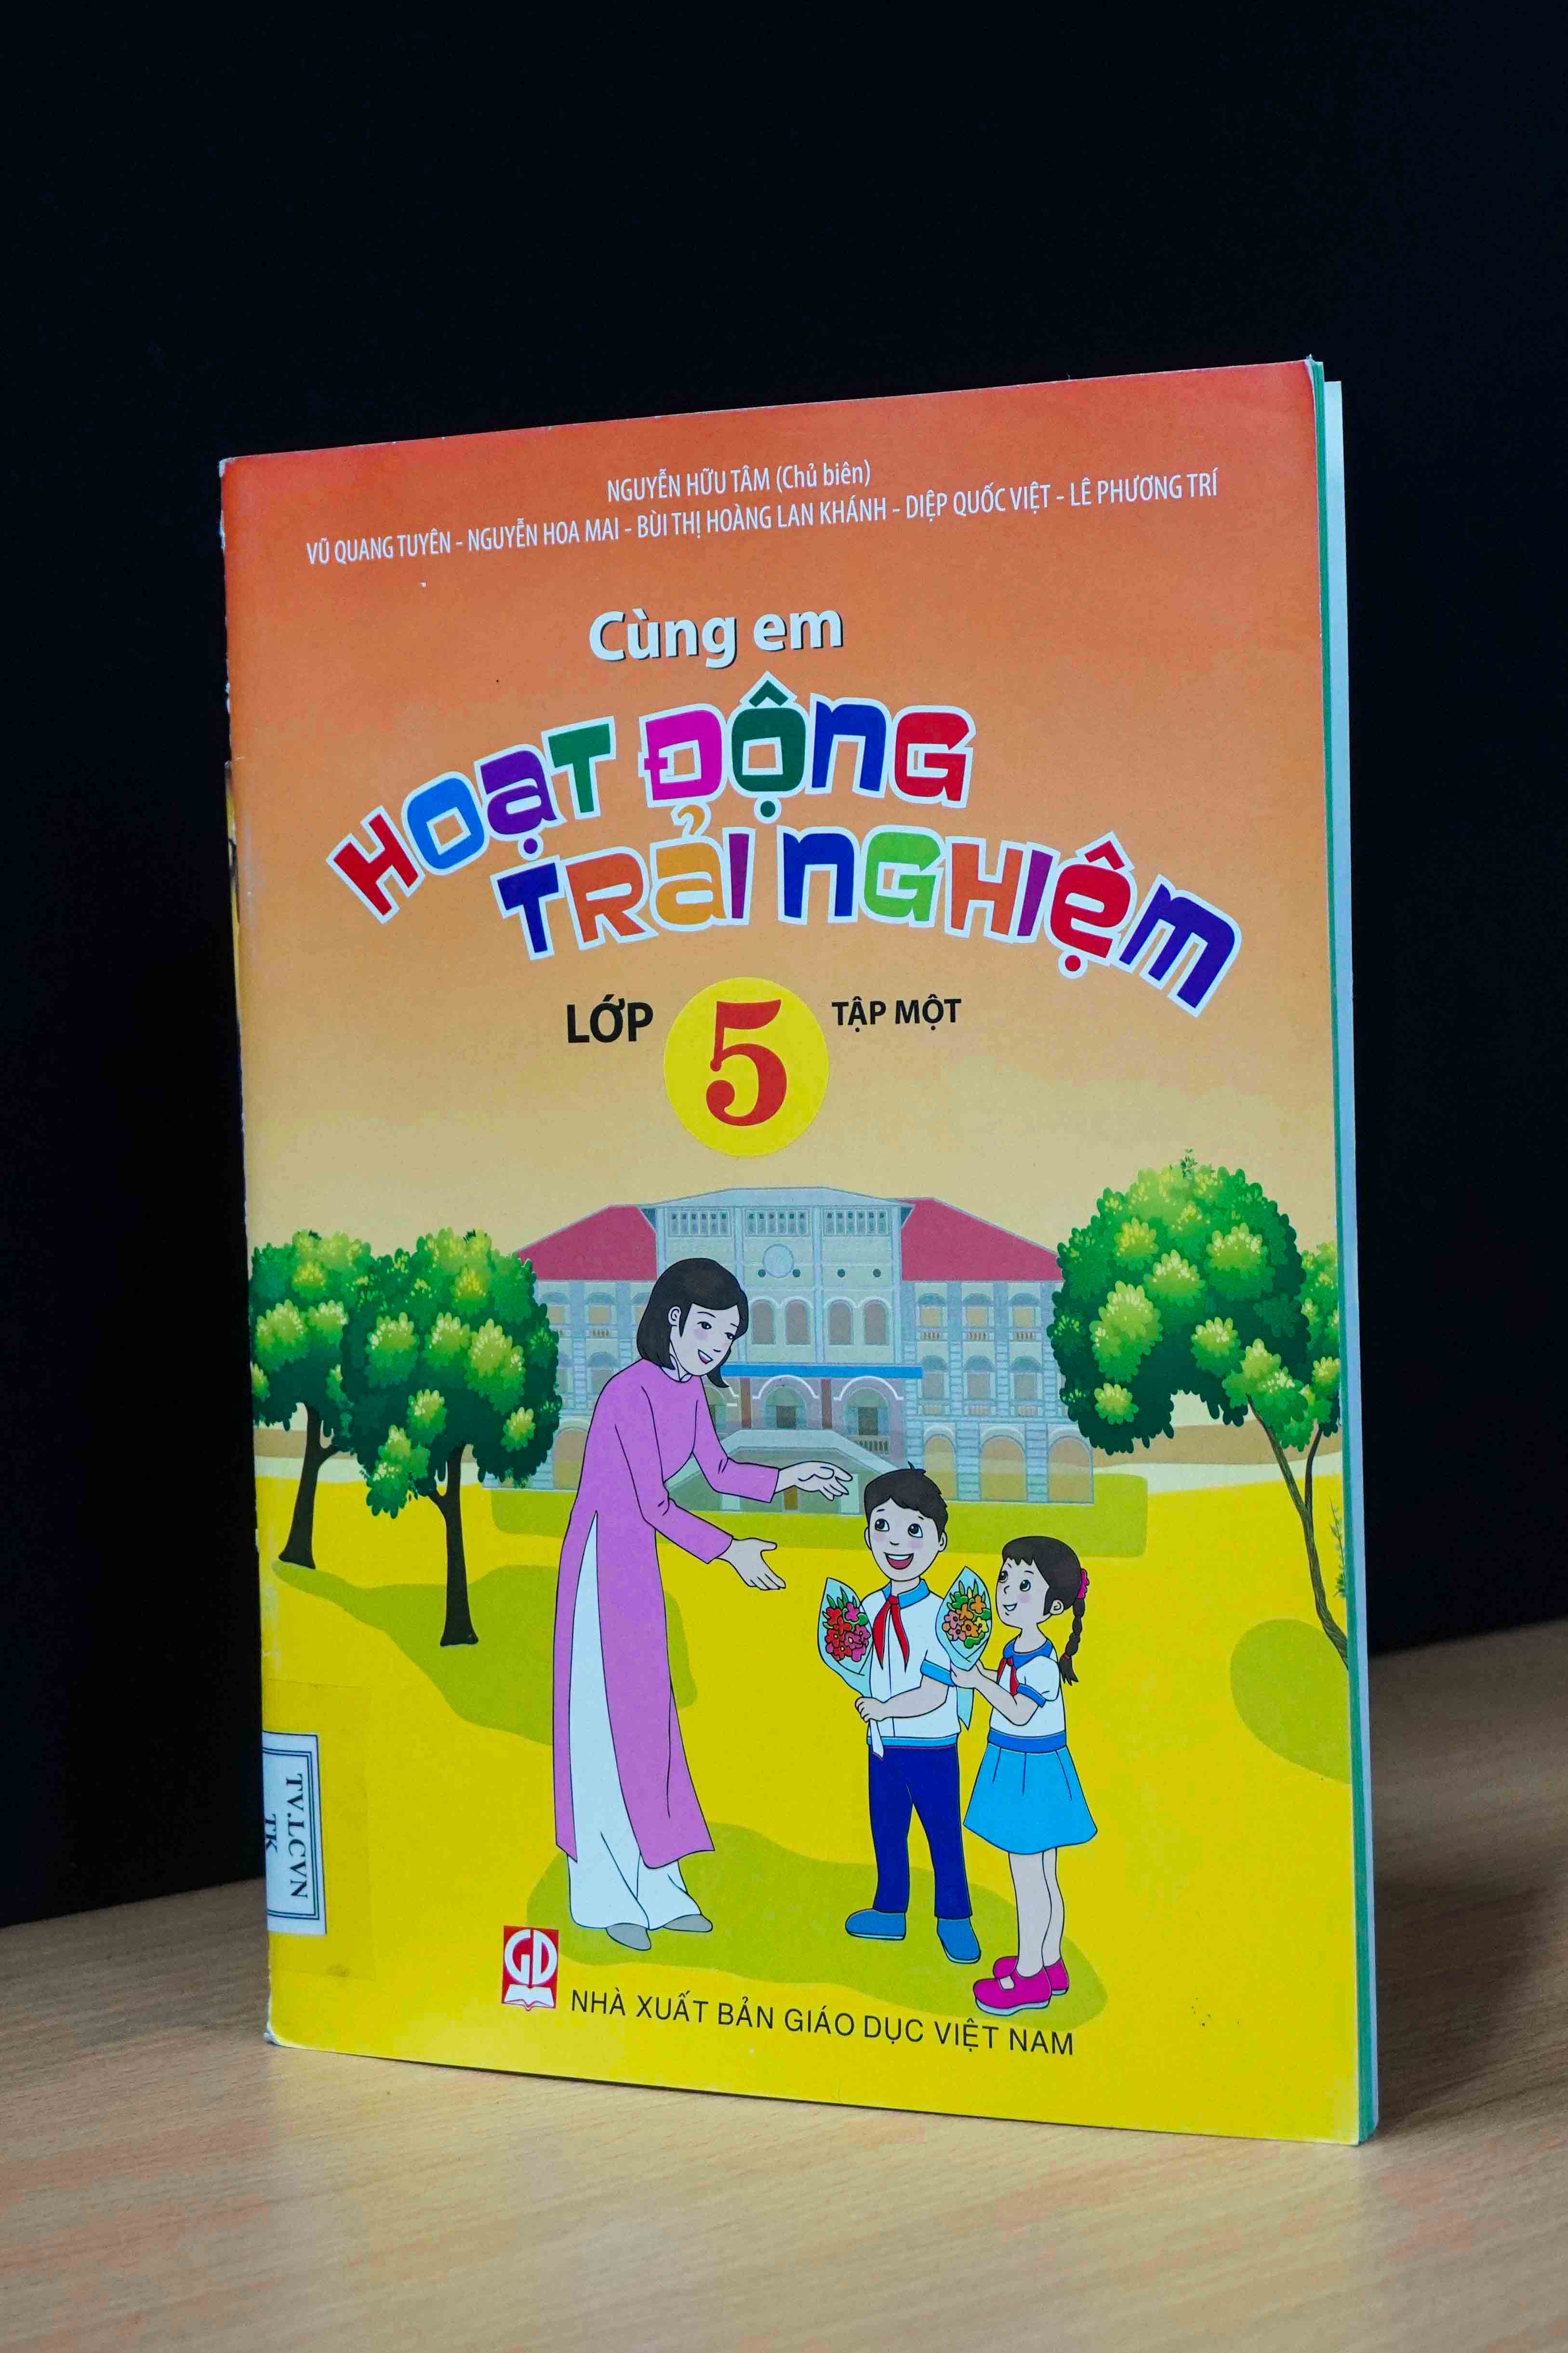 NGUYỄN HỮU TÂM (Chủ biên)
VŨ QUANG TUYÊN - NGUYỄN HOA MAI - BÙI THỊ HOÀNG LAN KHÁNH - DIỆP QUỐC VIỆT - LÊ PHƯƠNG TRÍ
Cùng em
HOẠT ĐỘNG
TRẢI NGHIỆM
LỚP 5 TẬP MỘT
TV.LCVN
TK
GD
NHÀ XUẤT BẢN GIÁO DỤC VIỆT NAM